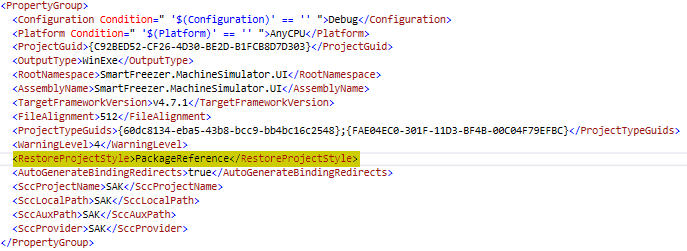 <PropertyGroup>
<Configuration Condition=" '$(Configuration)' == '' ">Debug</Configuration>
<Platform Condition=" '$(Platform)' == '' ">AnyCPU</Platform>
<ProjectGuid>{C92BED52-CF26-4D30-BE2D-B1FCB8D7D303}</ProjectGuid>
<OutputType>WinExe</OutputType>
<RootNamespace>SmartFreezer.MachineSimulator.UI</RootNamespace>
<AssemblyName>SmartFreezer.MachineSimulator.UI</AssemblyName>
<TargetFrameworkVersion>v4.7.1</TargetFrameworkVersion>
<FileAlignment>512</FileAlignment>
<ProjectTypeGuids>{60dc8134-eba5-43b8-bcc9-bb4bc16c2548};{FAE04EC0-301F-11D3-BF4B-00C04F79EFBC}</ProjectTypeGuids>
<WarningLevel>4</WarningLevel>
<RestoreProjectStyle>PackageReference</RestoreProjectStyle>
<AutoGenerateBindingRedirects>true</AutoGenerateBindingRedirects>
<SccProjectName>SAK</SccProjectName>
<SccLocalPath>SAK</SccLocalPath>
<SccAuxPath>SAK</SccAuxPath>
<SccProvider>SAK</SccProvider>
</PropertyGroup>